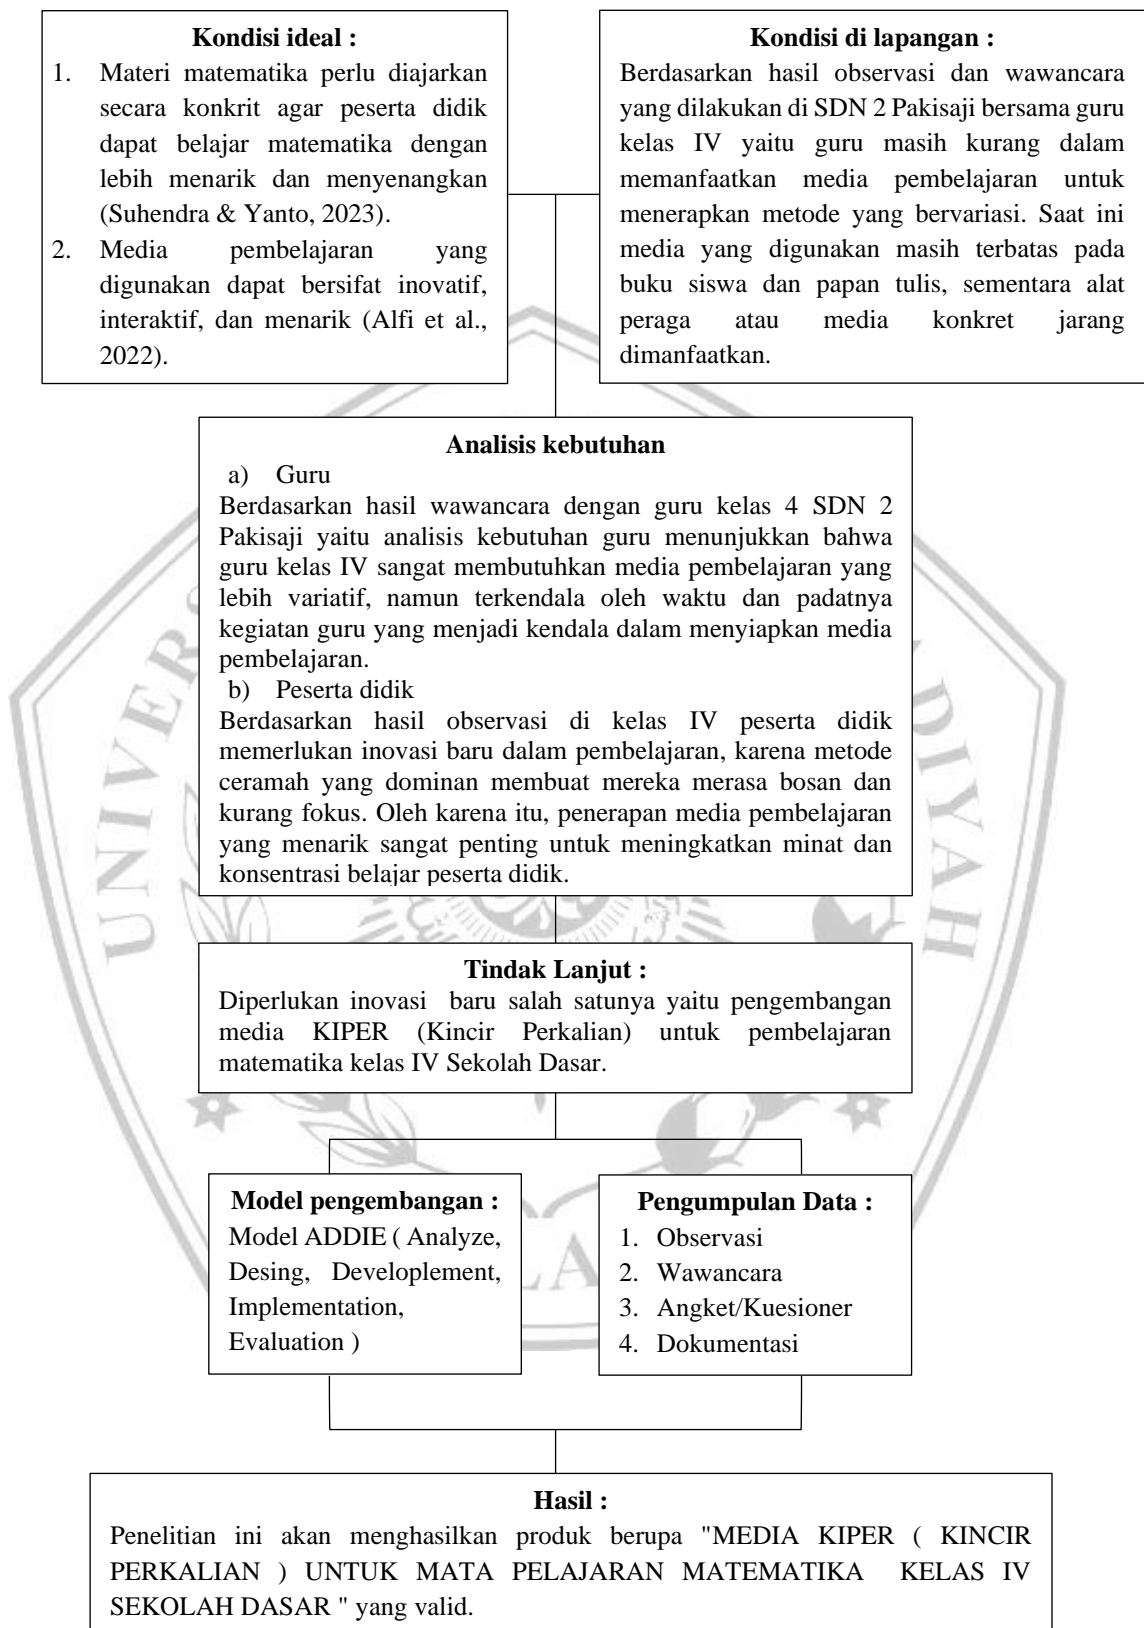 Kondisi ideal :
1. Materi matematika perlu diajarkan
secara konkrit agar peserta didik
dapat belajar matematika dengan
lebih menarik dan menyenangkan
(Suhendra & Yanto, 2023).
2. Media pembelajaran yang
digunakan dapat bersifat inovatif,
interaktif, dan menarik (Alfi et al.,
2022).
Kondisi di lapangan :
Berdasarkan hasil observasi dan wawancara
yang dilakukan di SDN 2 Pakisaji bersama guru
kelas IV yaitu guru masih kurang dalam
memanfaatkan media pembelajaran untuk
menerapkan metode yang bervariasi. Saat ini
media yang digunakan masih terbatas pada
buku siswa dan papan tulis, sementara alat
peraga atau media konkret jarang
dimanfaatkan.
Analisis kebutuhan
a) Guru
Berdasarkan hasil wawancara dengan guru kelas 4 SDN 2
Pakisaji yaitu analisis kebutuhan guru menunjukkan bahwa
guru kelas IV sangat membutuhkan media pembelajaran yang
lebih variatif, namun terkendala oleh waktu dan padatnya
kegiatan guru yang menjadi kendala dalam menyiapkan media
pembelajaran.
b) Peserta didik
Berdasarkan hasil observasi di kelas IV peserta didik
memerlukan inovasi baru dalam pembelajaran, karena metode
ceramah yang dominan membuat mereka merasa bosan dan
kurang fokus. Oleh karena itu, penerapan media pembelajaran
yang menarik sangat penting untuk meningkatkan minat dan
konsentrasi belajar peserta didik.
Tindak Lanjut :
Diperlukan inovasi baru salah satunya yaitu pengembangan
media KIPER (Kincir Perkalian) untuk pembelajaran
matematika kelas IV Sekolah Dasar.
Model pengembangan :
Model ADDIE ( Analyze,
Desing, Developlement,
Implementation,
Evaluation )
Pengumpulan Data :
1. Observasi
2. Wawancara
3. Angket/Kuesioner
4. Dokumentasi
Hasil :
Penelitian ini akan menghasilkan produk berupa "MEDIA KIPER ( KINCIR
PERKALIAN ) UNTUK MATA PELAJARAN MATEMATIKA KELAS IV
SEKOLAH DASAR " yang valid.